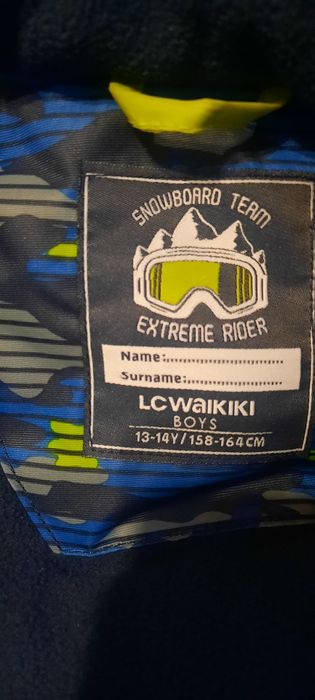 SNOWBOARD TEAM
EXTREME RIDER
Name:..............................
Surname:.........................
LCWAIKIKI
BOYS
13-14Y/158-164CM